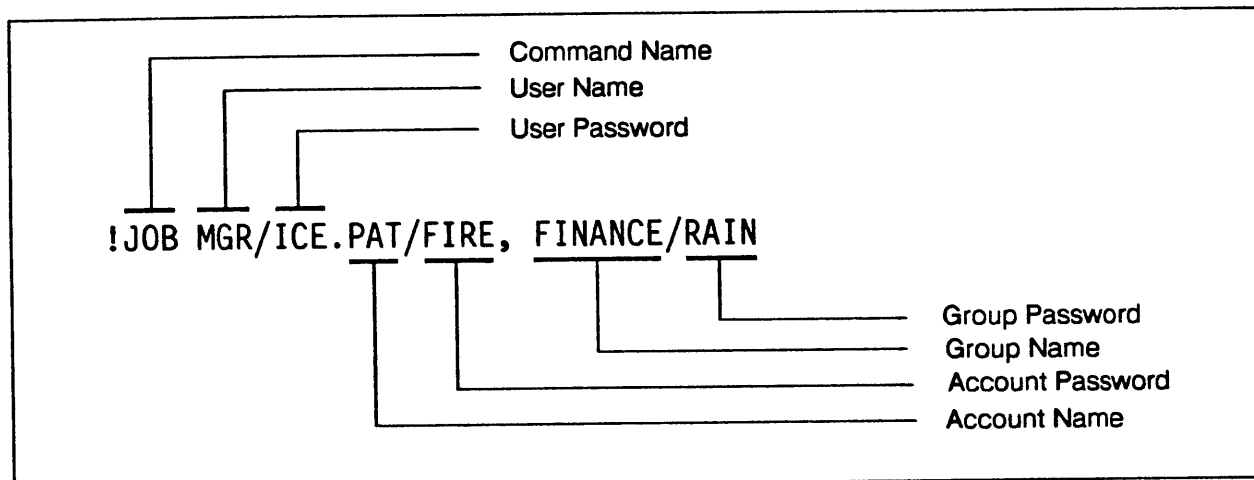 Command Name
User Name
User Password
!JOB MGR/ICE.PAT/FIRE, FINANCE/RAIN
Group Password
Group Name
Account Password
Account Name